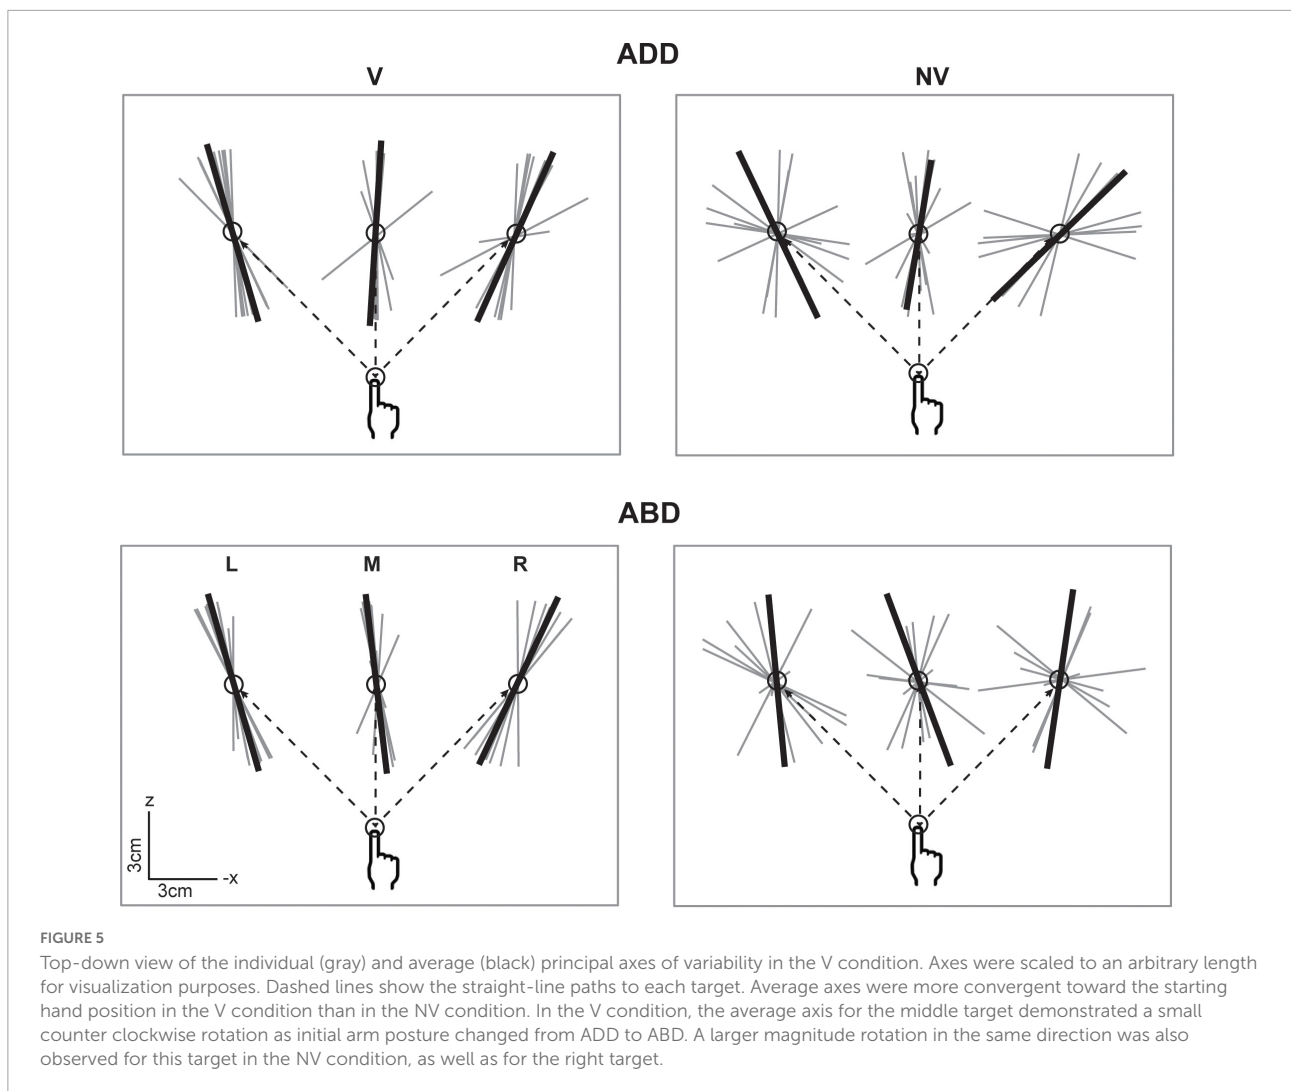 ADD
V
NV
ABD
L
M
R
z
3cm
-x
3cm
FIGURE 5
Top-down view of the individual (gray) and average (black) principal axes of variability in the V condition. Axes were scaled to an arbitrary length
for visualization purposes. Dashed lines show the straight-line paths to each target. Average axes were more convergent toward the starting
hand position in the V condition than in the NV condition. In the V condition, the average axis for the middle target demonstrated a small
counter clockwise rotation as initial arm posture changed from ADD to ABD. A larger magnitude rotation in the same direction was also
observed for this target in the NV condition, as well as for the right target.